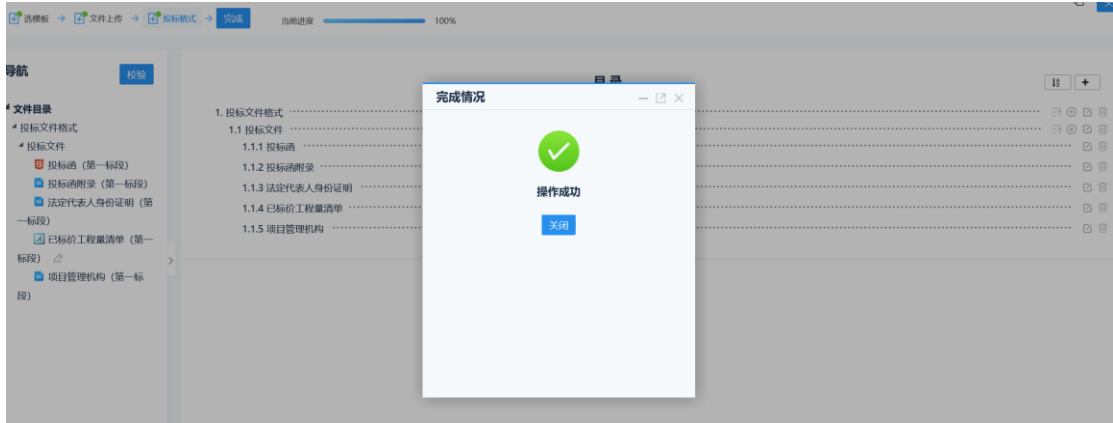 选模板 → 文件上传 → 投标格式 → 完成 当前进度 100%
导航 校验
文件目录
投标文件格式
投标文件
投标函（第一标段）
投标函附录（第一标段）
法定代表人身份证明（第
一标段）
已标价工程量清单（第一
标段）
项目管理机构（第一标
段）
目录
1. 投标文件格式
1.1 投标文件
1.1.1 投标函
1.1.2 投标函附录
1.1.3 法定代表人身份证明
1.1.4 已标价工程量清单
1.1.5 项目管理机构
完成情况
操作成功
关闭